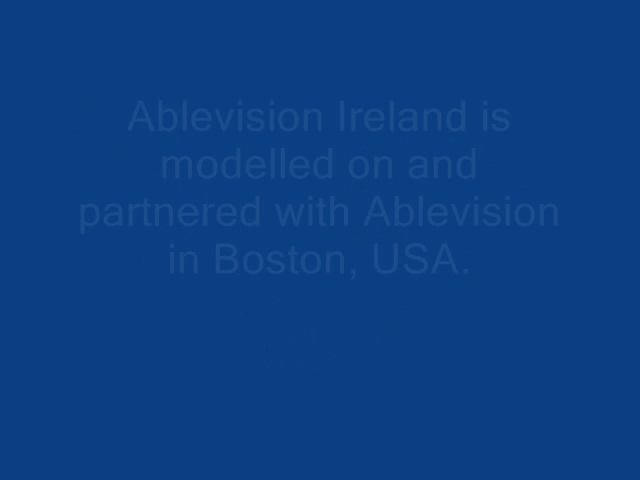 Ablevision Ireland is
modelled on and
partnered with Ablevision
in Boston, USA.